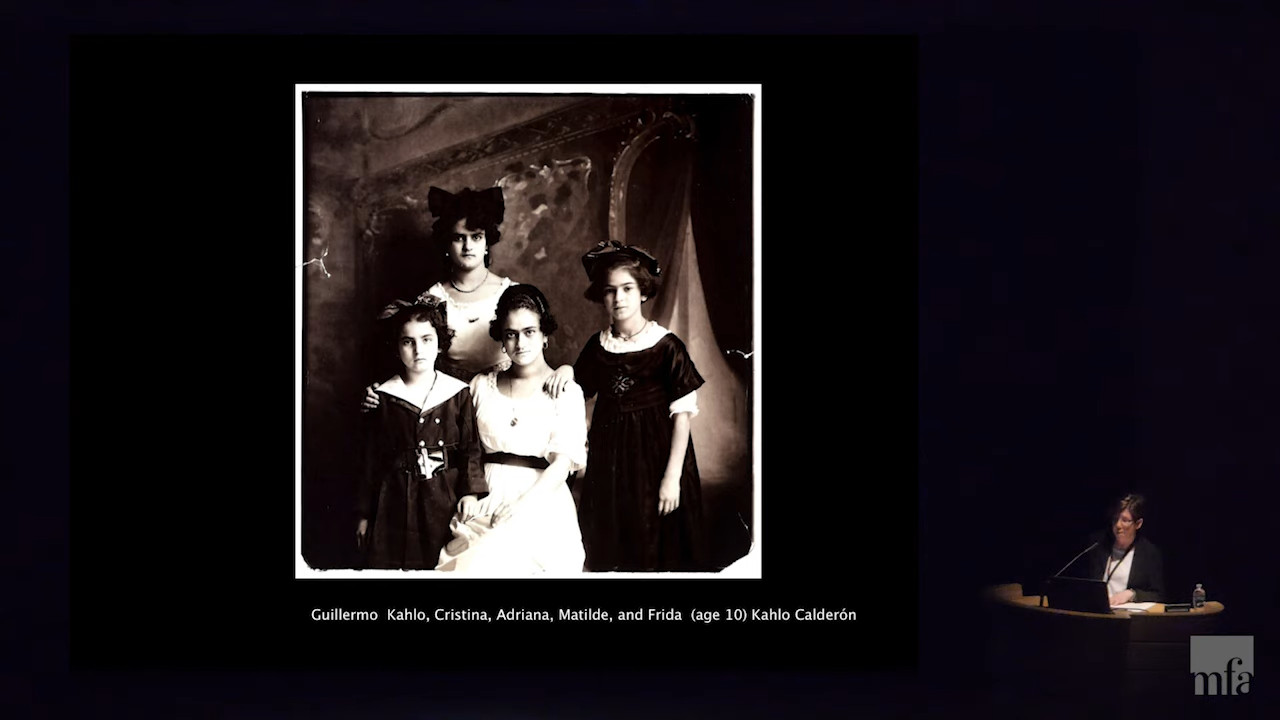 Guillermo  Kahlo, Cristina, Adriana, Matilde, and Frida  (age 10) Kahlo Calderón
mfa